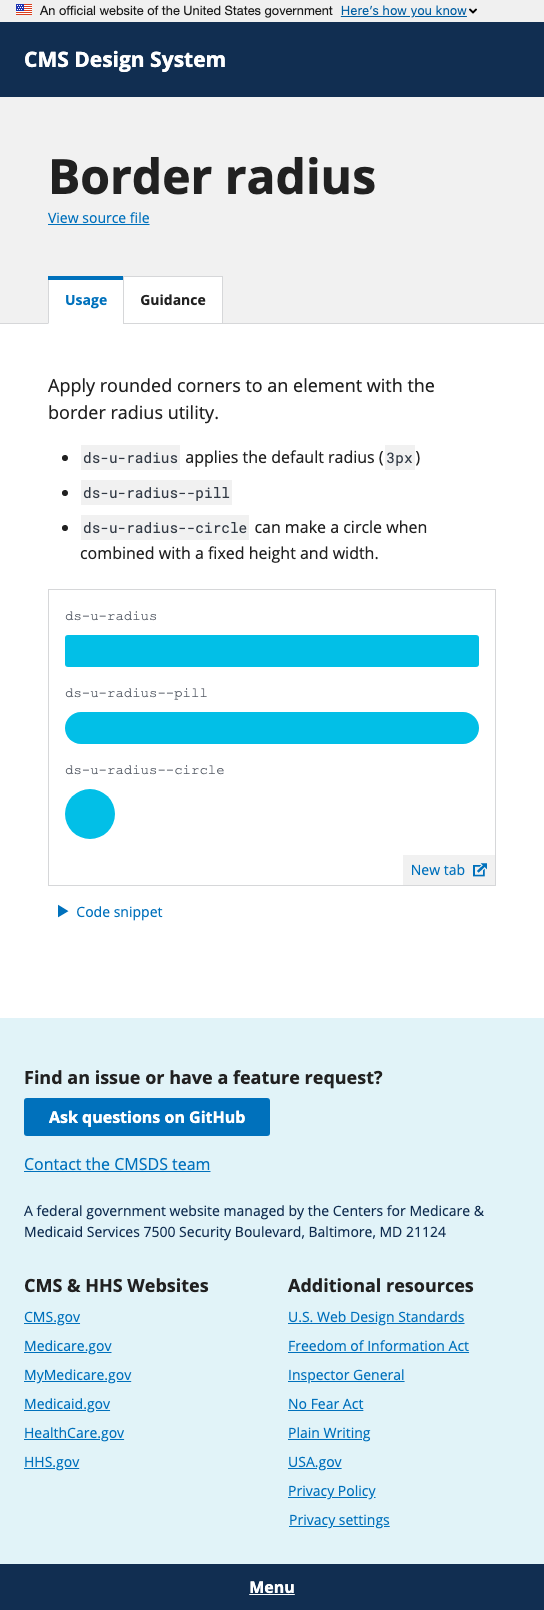 An official website of the United States government Here's how you know
CMS Design System
Border radius
View source file
Usage
Guidance
Apply rounded corners to an element with the
border radius utility.
ds-u-radius applies the default radius (3px)
ds-u-radius--pill
ds-u-radius--circle can make a circle when
combined with a fixed height and width.
ds-u-radius
ds-u-radius--pill
ds-u-radius--circle
New tab
Code snippet
Find an issue or have a feature request?
Ask questions on GitHub
Contact the CMSDS team
A federal government website managed by the Centers for Medicare &
Medicaid Services 7500 Security Boulevard, Baltimore, MD 21124
CMS & HHS Websites
CMS.gov
Medicare.gov
MyMedicare.gov
Medicaid.gov
HealthCare.gov
HHS.gov
Additional resources
U.S. Web Design Standards
Freedom of Information Act
Inspector General
No Fear Act
Plain Writing
USA.gov
Privacy Policy
Privacy settings
Menu